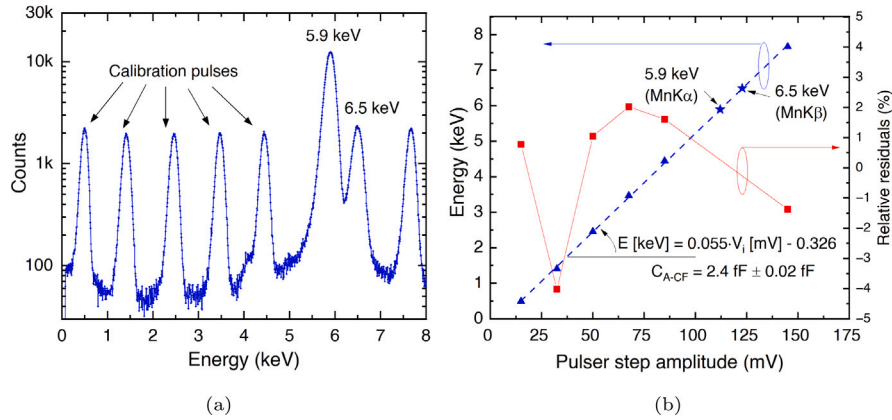 10k
1k
100
Counts
Calibration pulses
5.9 keV
6.5 keV
0 1 2 3 4 5 6 7 8
Energy (keV)
(a)
8
7
6
5
4
3
2
1
0
Energy (keV)
5.9 keV
(MnKα)
6.5 keV
(MnKβ)
E [keV] = 0.055·Vi [mV] - 0.326
CA-CF = 2.4 fF ± 0.02 fF
5
4
3
2
1
0
-1
-2
-3
-4
-5
Relative residuals (%)
0 25 50 75 100 125 150 175
Pulser step amplitude (mV)
(b)